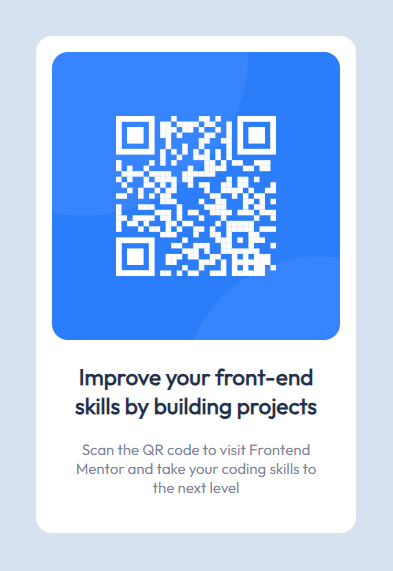 Improve your front-end
skills by building projects
Scan the QR code to visit Frontend
Mentor and take your coding skills to
the next level